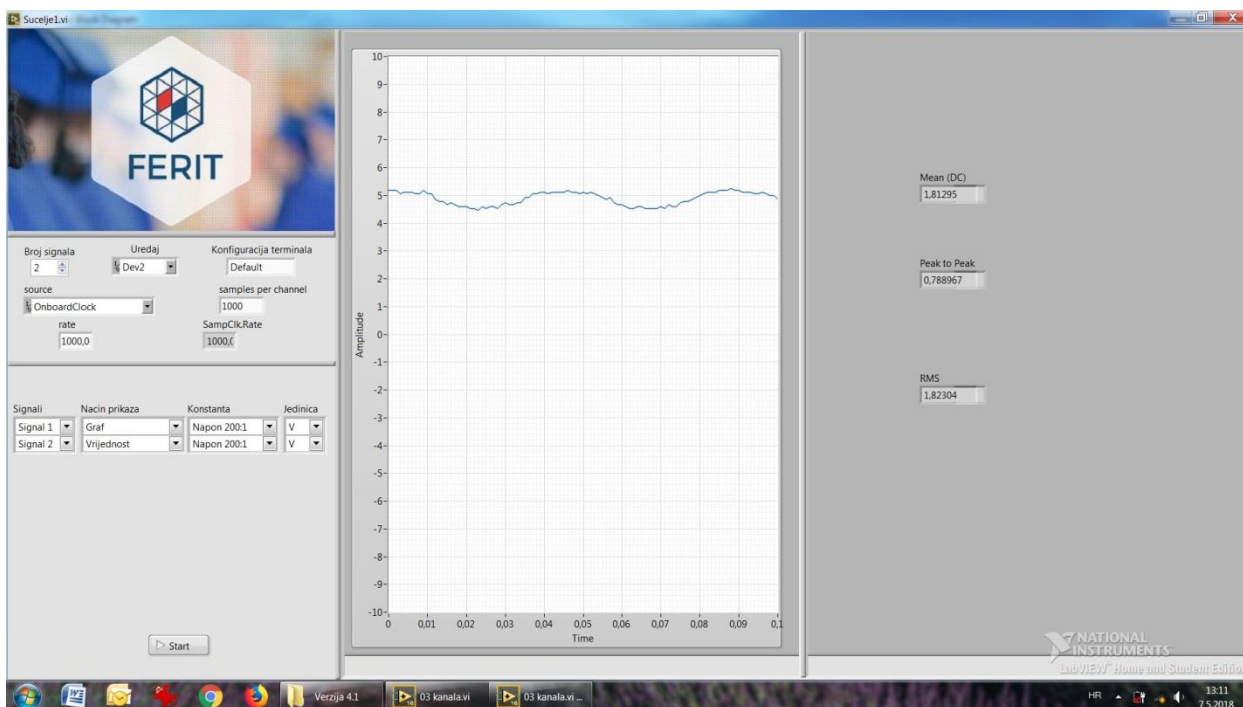 Sucelje1.vi
FERIT
Broj signala
Uredaj
Konfiguracija terminala
2
Dev2
Default
source
samples per channel
OnboardClock
1000
rate
SampClk.Rate
1000,0
1000,(
Signali
Nacin prikaza
Konstanta
Jedinica
Signal 1
Graf
Napon 200:1
V
Signal 2
Vrijednost
Napon 200:1
V
Start
Amplitude
10
9
8
7
6
5
4
3
2
1
0
-1
-2
-3
-4
-5
-6
-7
-8
-9
-10
0
0,01
0,02
0,03
0,04
0,05
0,06
0,07
0,08
0,09
0,1
Time
Mean (DC)
1,81295
Peak to Peak
0,788967
RMS
1,82304
NATIONAL
INSTRUMENTS
LabVIEW™ Home and Student Editio
Verzija 4.1
03 kanala.vi
03 kanala.vi ...
HR
13:11
7.5.2018